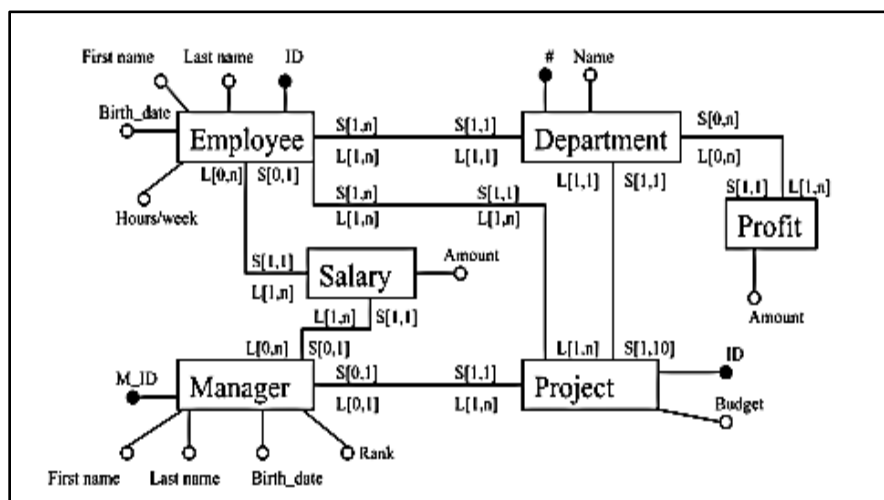 First name
Last name
ID
#
Name
Birth_date
Employee
S[1,n]
S[1,1]
Department
S[0,n]
L[1,n]
L[1,1]
L[0,n]
L[0,n]
S[0,1]
S[1,n]
S[1,1]
L[1,1]
S[1,1]
S[1,1]
L[1,n]
L[1,n]
L[1,n]
Hours/week
Profit
S[1,1]
Salary
Amount
L[1,n]
Amount
L[1,n]
S[1,1]
L[0,n]
S[0,1]
L[1,n]
S[1,10]
ID
M_ID
Manager
S[0,1]
S[1,1]
Project
L[0,1]
L[1,n]
Budget
Rank
First name
Last name
Birth_date